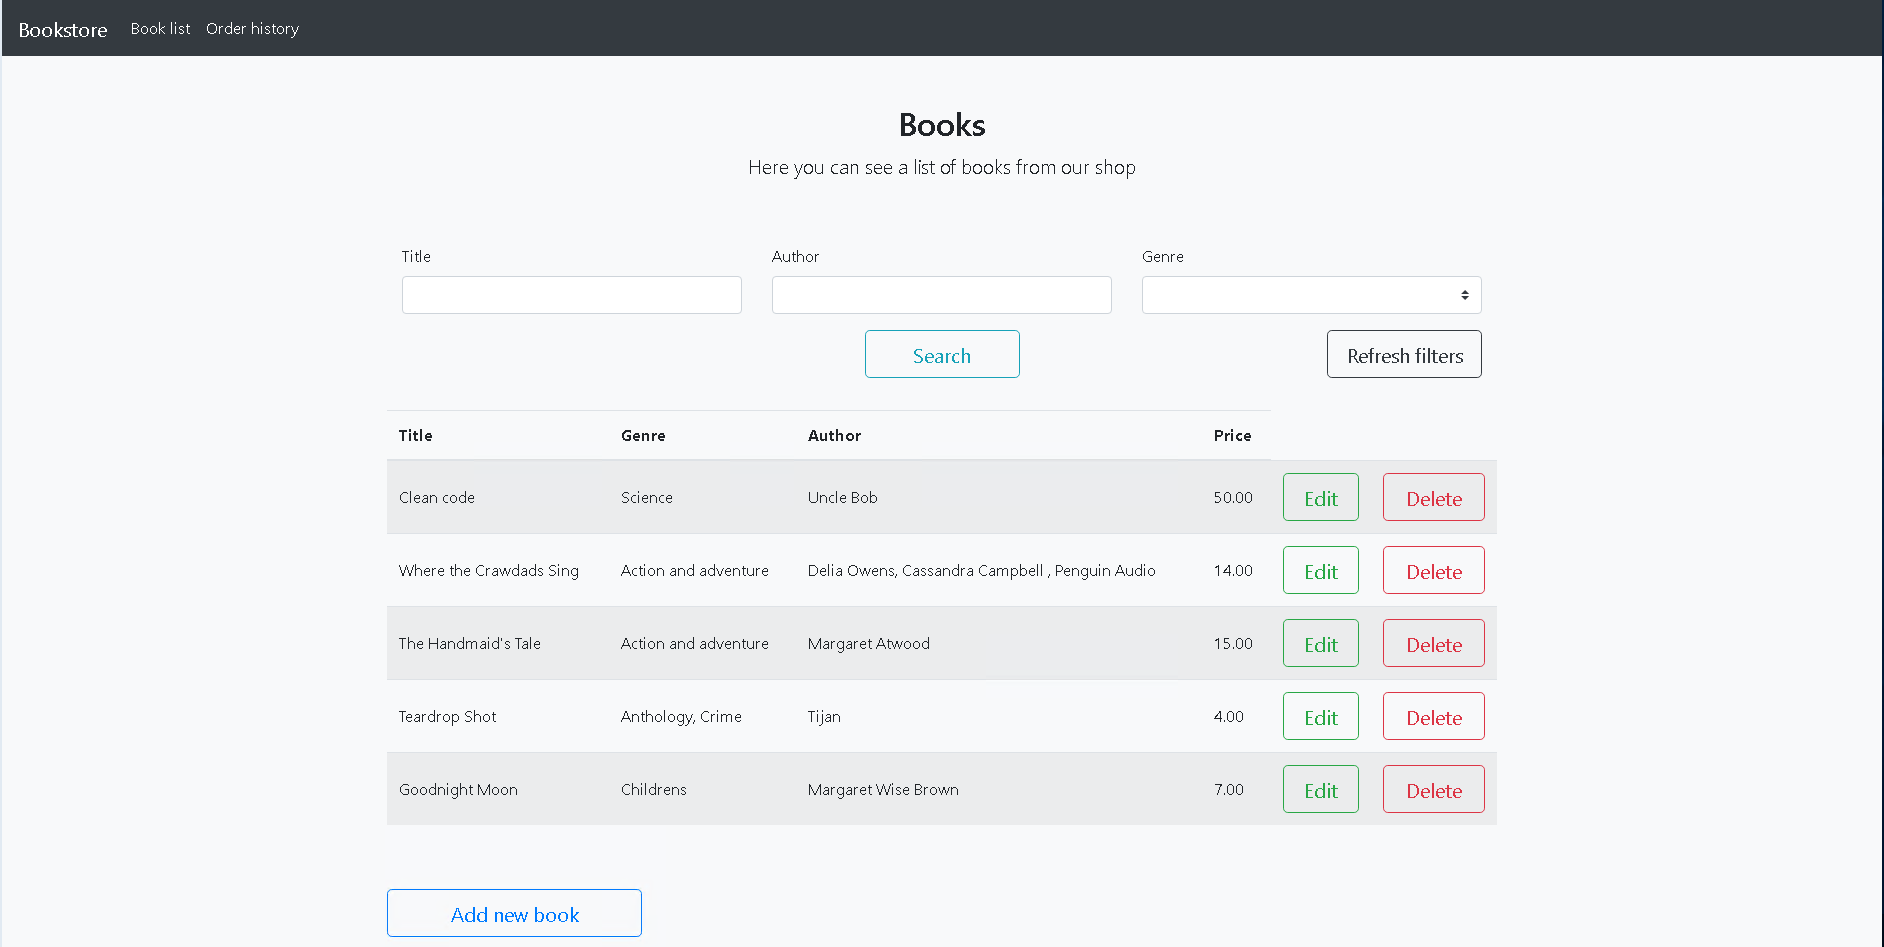 Bookstore Book list Order history
Books
Here you can see a list of books from our shop
Title Author Genre
Search Refresh filters
Title Genre Author Price
Clean code Science Uncle Bob 50.00 Edit Delete
Where the Crawdads Sing Action and adventure Delia Owens, Cassandra Campbell , Penguin Audio 14.00 Edit Delete
The Handmaid's Tale Action and adventure Margaret Atwood 15.00 Edit Delete
Teardrop Shot Anthology, Crime Tijan 4.00 Edit Delete
Goodnight Moon Childrens Margaret Wise Brown 7.00 Edit Delete
Add new book